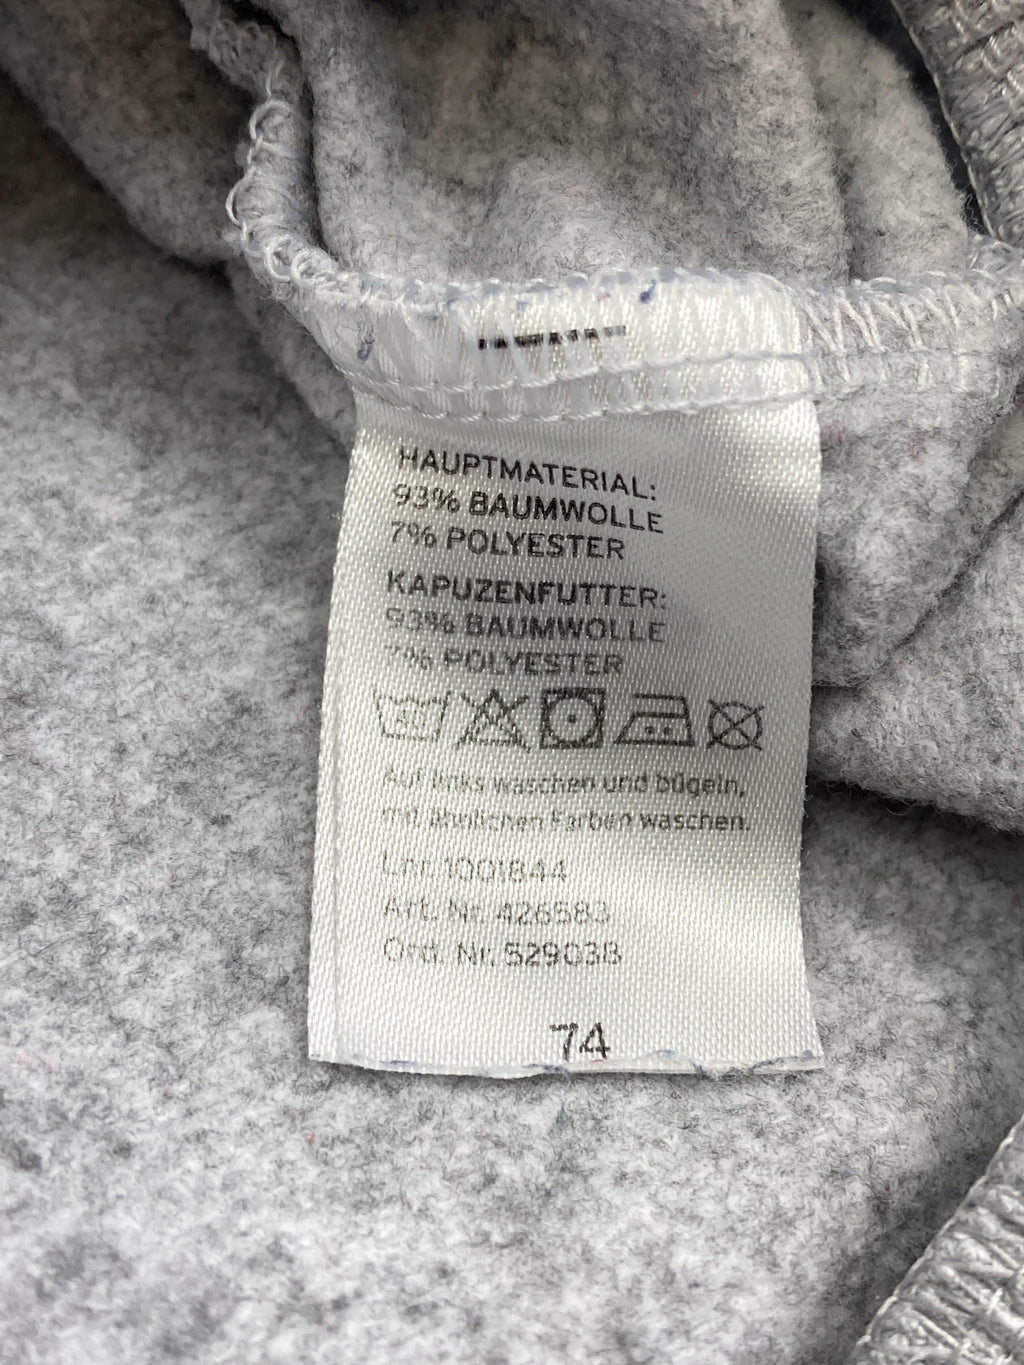 HAUPTMATERIAL:
93% BAUMWOLLE
7% POLYESTER
KAPUZENFUTTER:
93% BAUMWOLLE
7% POLYESTER
Auf links waschen und bügeln,
mit ähnlichen Farben waschen.
Lnr. 1001844
Art. Nr. 426583
Ord. Nr. 529038
74